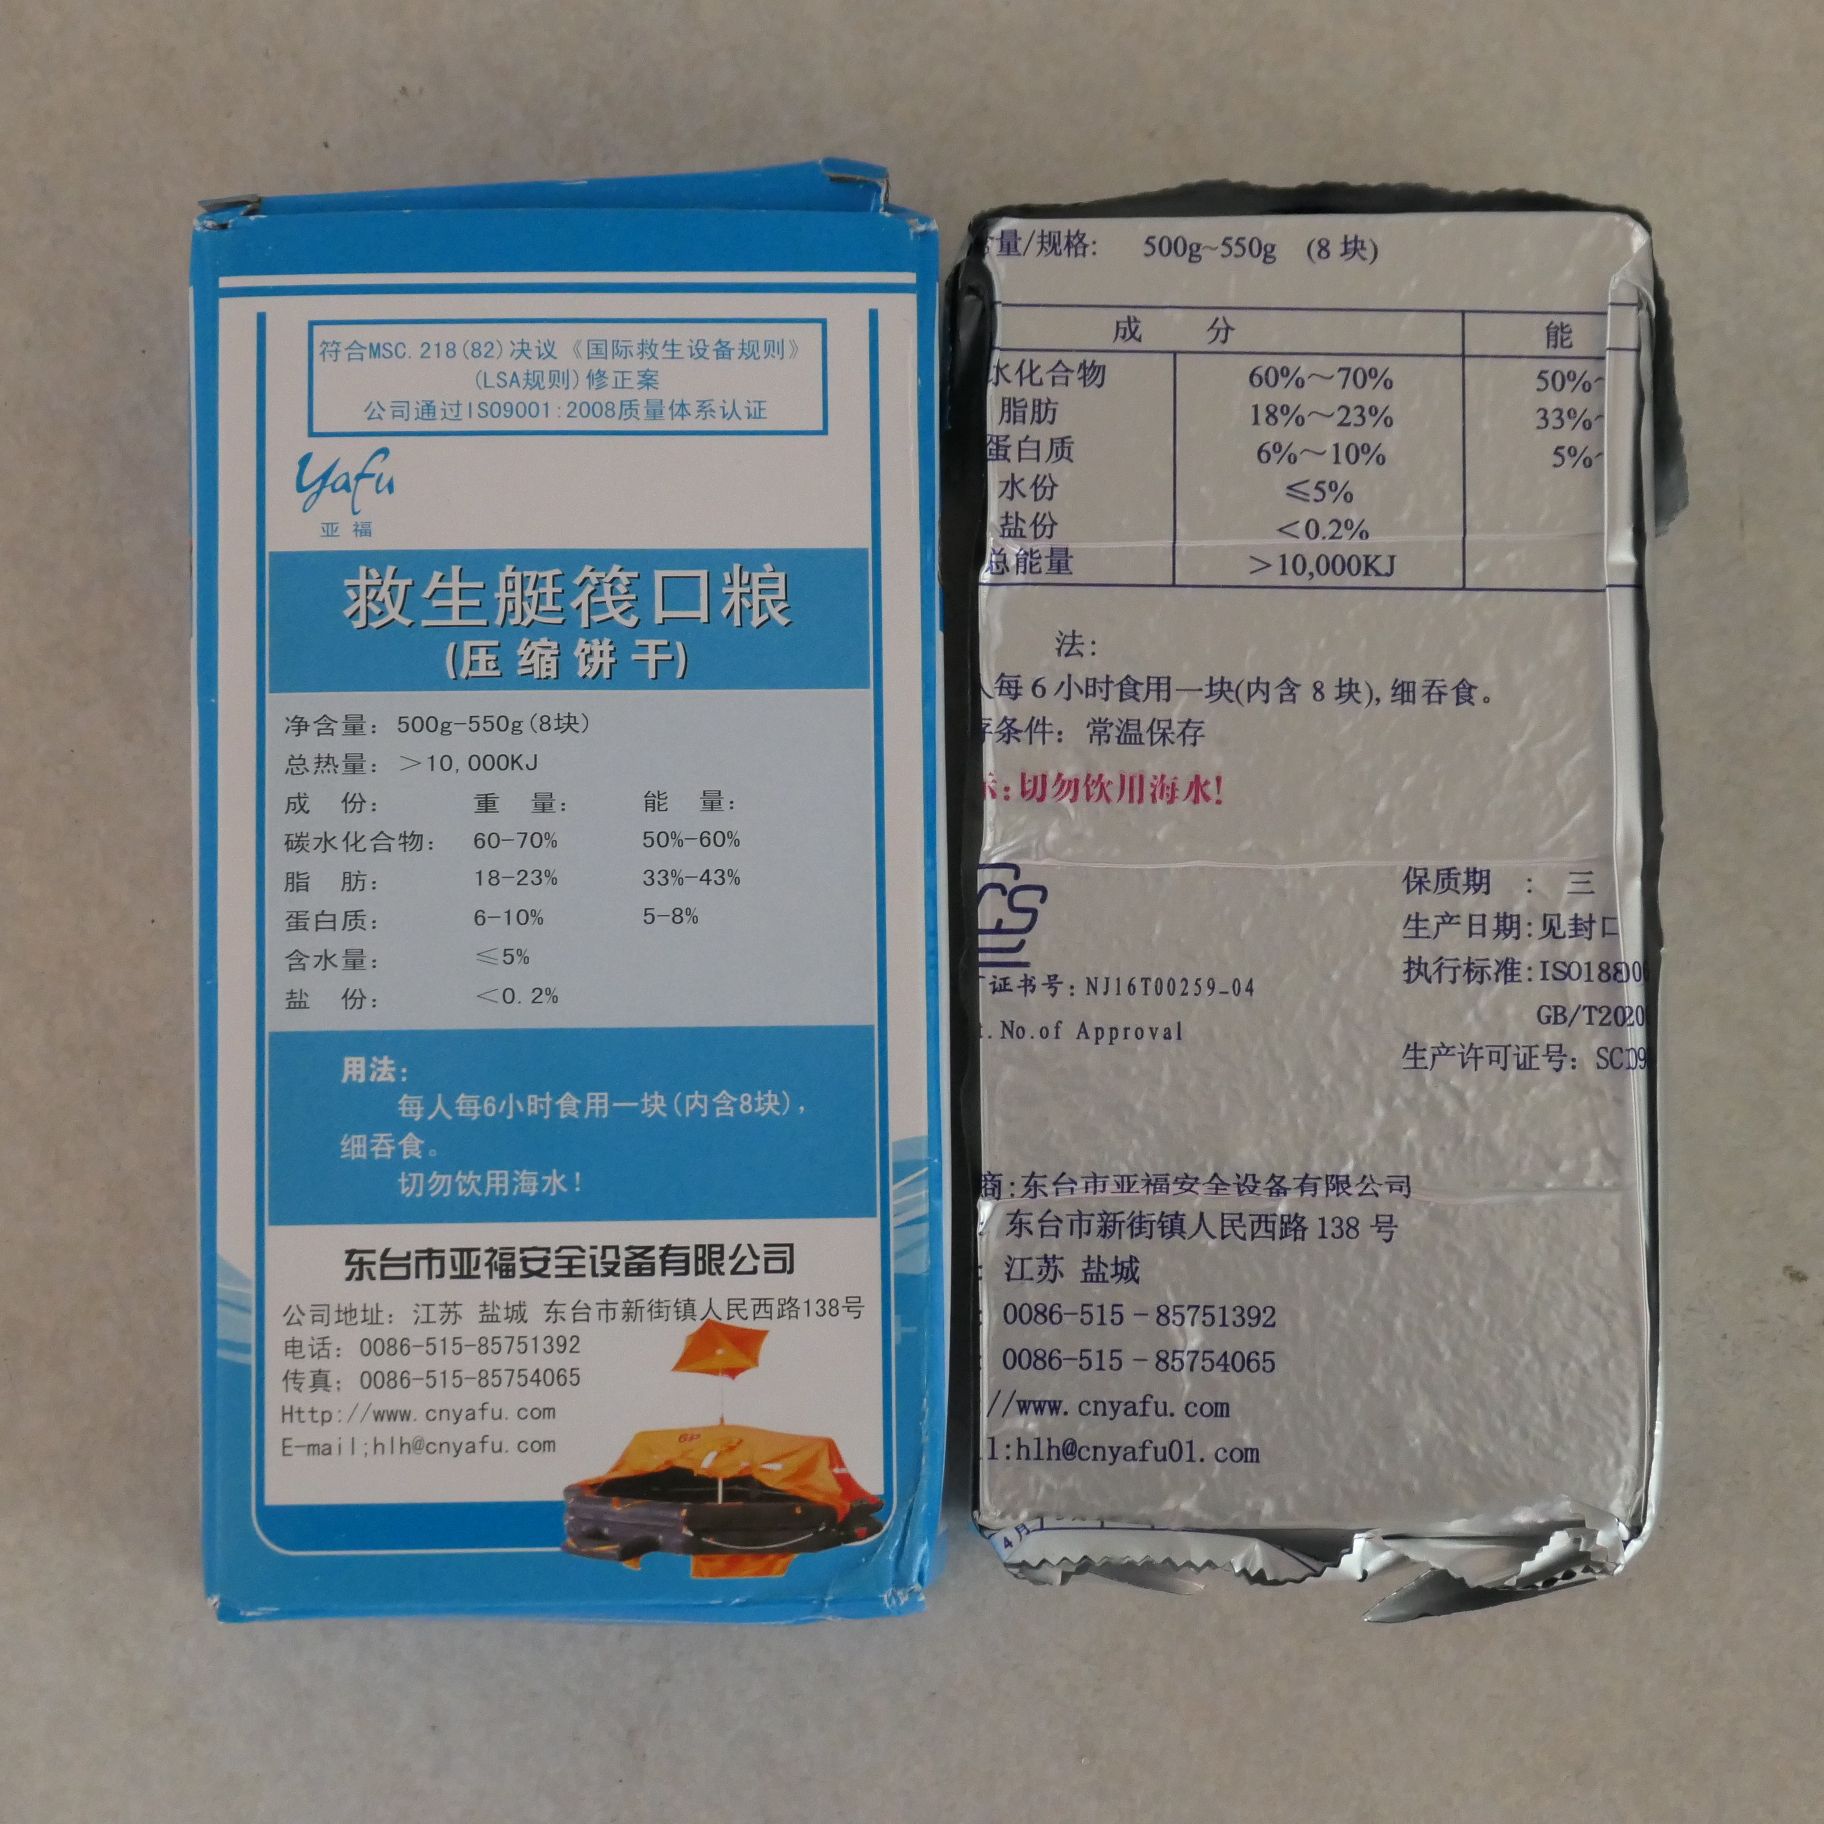 符合MSC.218(82)决议《国际救生设备规则》
(LSA规则)修正案
公司通过ISO9001:2008质量体系认证
yafu
亚福
救生艇筏口粮
(压缩饼干)
净含量: 500g-550g(8块)
总热量: >10,000KJ
成 份: 重 量: 能 量:
碳水化合物: 60-70% 50%-60%
脂 肪: 18-23% 33%-43%
蛋白质: 6-10% 5-8%
含水量: ≤5%
盐 份: <0.2%
用法:
每人每6小时食用一块(内含8块),
细吞食。
切勿饮用海水!
东台市亚福安全设备有限公司
公司地址: 江苏 盐城 东台市新街镇人民西路138号
电话: 0086-515-85751392
传真: 0086-515-85754065
Http://www.cnyafu.com
E-mail;hlh@cnyafu.com
含量/规格: 500g~550g (8块)
成 分 能
水化合物 60%～70% 50%~
脂肪 18%～23% 33%~
蛋白质 6%～10% 5%~
水份 ≤5%
盐份 <0.2%
总能量 >10,000KJ
法:
人每6小时食用一块(内含8块),细吞食。
存条件: 常温保存
示:切勿饮用海水!
保质期 : 三
生产日期:见封口
执行标准:ISO188
GB/T20
生产许可证号: SC
证书号: NJ16T00259-04
No.of Approval
商:东台市亚福安全设备有限公司
东台市新街镇人民西路138号
: 江苏 盐城
: 0086-515-85751392
: 0086-515-85754065
//www.cnyafu.com
l:hlh@cnyafu01.com
4月